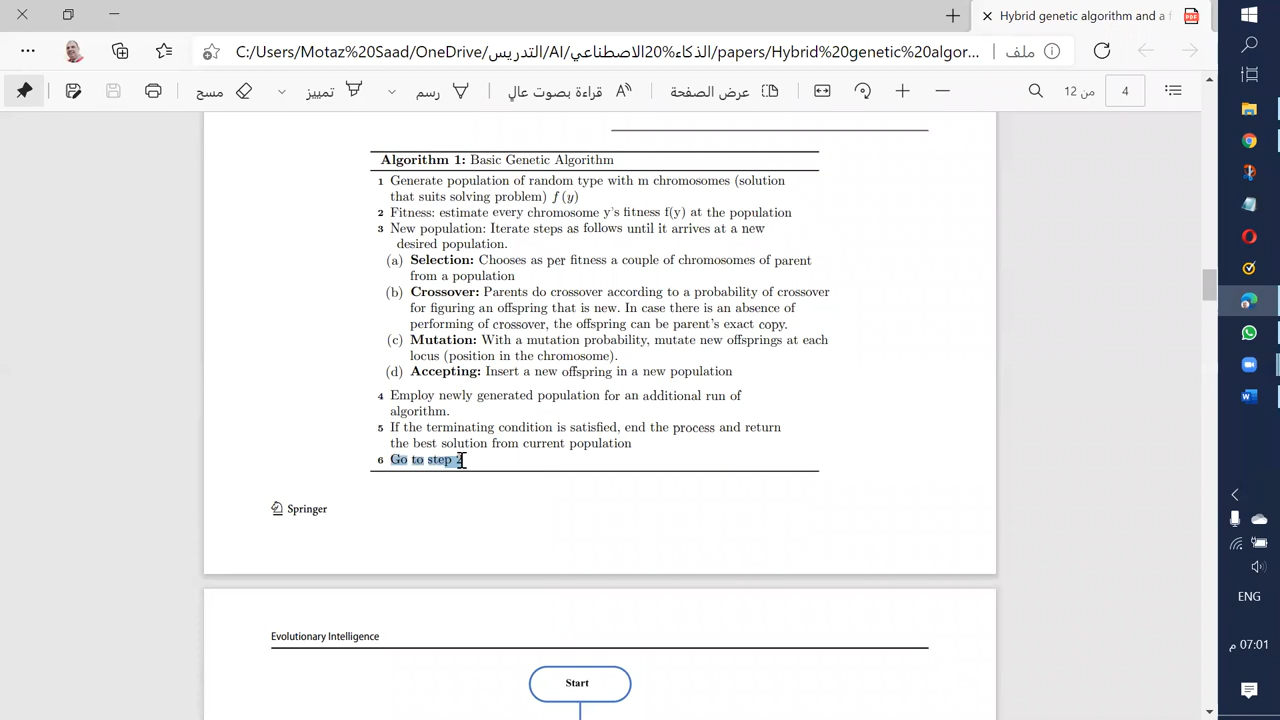 Hybrid genetic algorithm and a f
C:/Users/Motaz%20Saad/OneDrive/التدريس/AI/الذكاء%20الاصطناعي/papers/Hybrid%20genetic%20algor...
ملف
مسح
تمييز
رسم
قراءة بصوت عالٍ
عرض الصفحة
من 12
4
Algorithm 1: Basic Genetic Algorithm
1 Generate population of random type with m chromosomes (solution
that suits solving problem) f (y)
2 Fitness: estimate every chromosome y's fitness f(y) at the population
3 New population: Iterate steps as follows until it arrives at a new
desired population.
(a) Selection: Chooses as per fitness a couple of chromosomes of parent
from a population
(b) Crossover: Parents do crossover according to a probability of crossover
for figuring an offspring that is new. In case there is an absence of
performing of crossover, the offspring can be parent's exact copy.
(c) Mutation: With a mutation probability, mutate new offsprings at each
locus (position in the chromosome).
(d) Accepting: Insert a new offspring in a new population
4 Employ newly generated population for an additional run of
algorithm.
5 If the terminating condition is satisfied, end the process and return
the best solution from current population
6 Go to step 2
Springer
Evolutionary Intelligence
Start
ENG
07:01 م